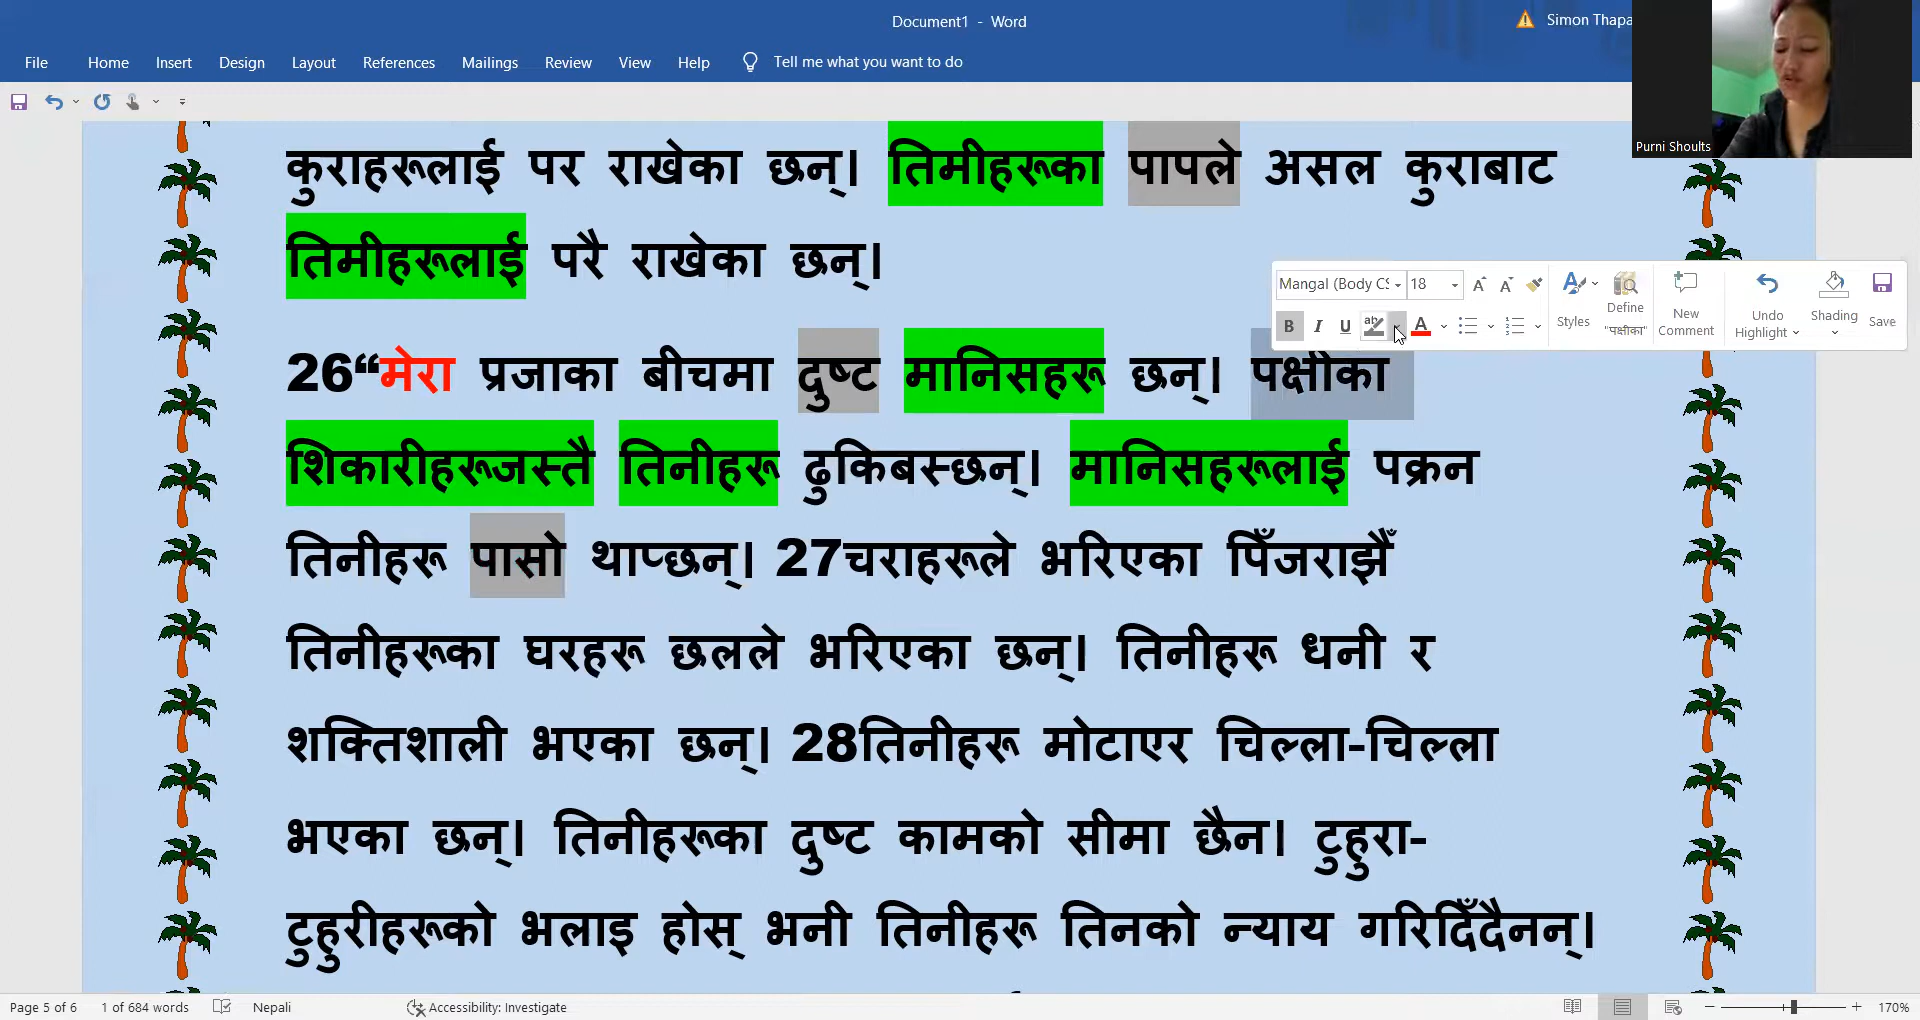 Document1 - Word
Simon Thapa
File Home Insert Design Layout References Mailings Review View Help Tell me what you want to do
Purni Shoults
कुराहरूलाई पर राखेका छन्। तिमीहरूका पापले असल कुराबाट
तिमीहरूलाई परै राखेका छन्।
Mangal (Body CS 18
Styles Define "पक्षीका" New Comment Undo Highlight Shading Save
26“मेरा प्रजाका बीचमा दुष्ट मानिसहरू छन्। पक्षीका
शिकारीहरूजस्तै तिनीहरू ढुकिबस्छन्। मानिसहरूलाई पक्रन
तिनीहरू पासो थाप्छन्। 27चराहरूले भरिएका पिँजराझैँ
तिनीहरूका घरहरू छलले भरिएका छन्। तिनीहरू धनी र
शक्तिशाली भएका छन्। 28तिनीहरू मोटाएर चिल्ला-चिल्ला
भएका छन्। तिनीहरूका दुष्ट कामको सीमा छैन। टुहुरा-
टुहुरीहरूको भलाइ होस् भनी तिनीहरू तिनको न्याय गरिदिँदैनन्।
Page 5 of 6 1 of 684 words Nepali Accessibility: Investigate 170%